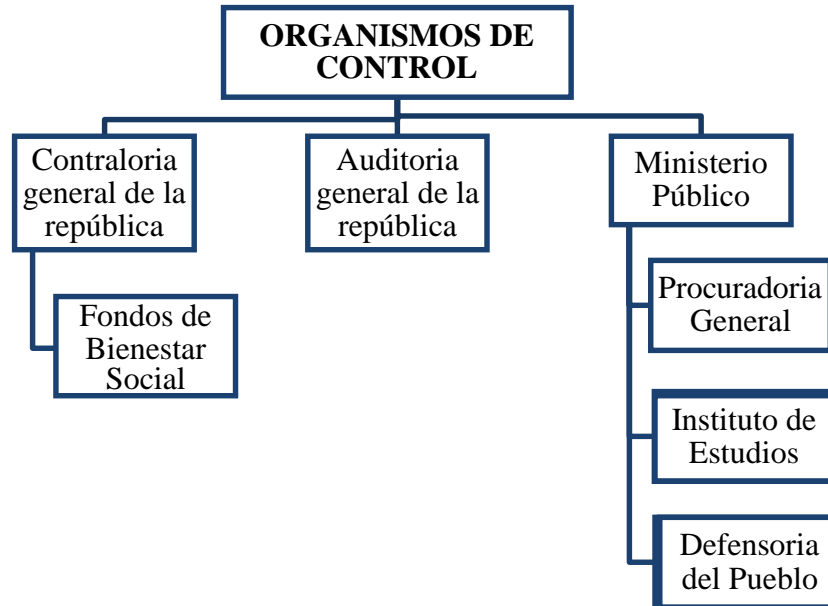 ORGANISMOS DE
CONTROL
Contraloria
general de la
república
Auditoria
general de la
república
Ministerio
Público
Fondos de
Bienestar
Social
Procuradoria
General
Instituto de
Estudios
Defensoria
del Pueblo